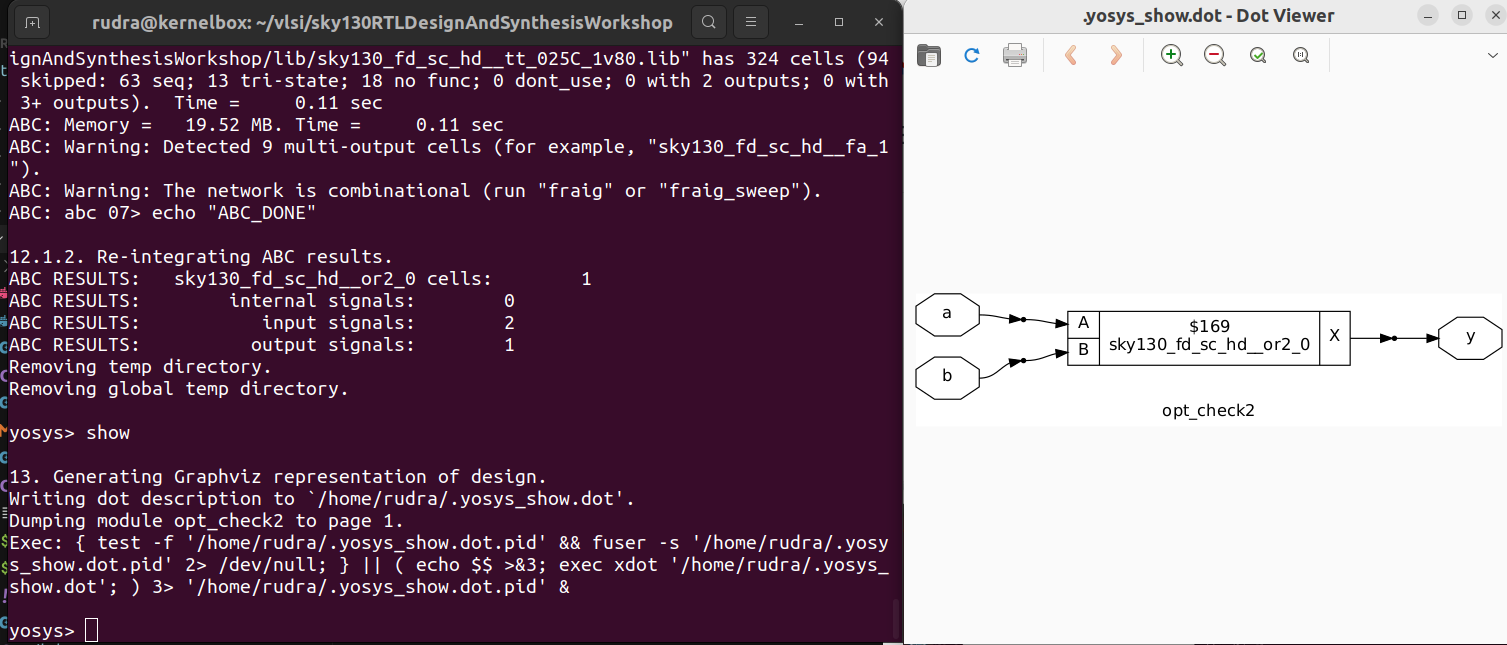 rudra@kernelbox: ~/vlsi/sky130RTLDesignAndSynthesisWorkshop
ignAndSynthesisWorkshop/lib/sky130_fd_sc_hd__tt_025C_1v80.lib" has 324 cells (94
 skipped: 63 seq; 13 tri-state; 18 no func; 0 dont_use; 0 with 2 outputs; 0 with
 3+ outputs).  Time =     0.11 sec
ABC: Memory =   19.52 MB. Time =     0.11 sec
ABC: Warning: Detected 9 multi-output cells (for example, "sky130_fd_sc_hd__fa_1
").
ABC: Warning: The network is combinational (run "fraig" or "fraig_sweep").
ABC: abc 07> echo "ABC_DONE"
12.1.2. Re-integrating ABC results.
ABC RESULTS:   sky130_fd_sc_hd__or2_0 cells:        1
ABC RESULTS:        internal signals:        0
ABC RESULTS:           input signals:        2
ABC RESULTS:          output signals:        1
Removing temp directory.
Removing global temp directory.
yosys> show
13. Generating Graphviz representation of design.
Writing dot description to `/home/rudra/.yosys_show.dot'.
Dumping module opt_check2 to page 1.
Exec: { test -f '/home/rudra/.yosys_show.dot.pid' && fuser -s '/home/rudra/.yosy
s_show.dot.pid' 2> /dev/null; } || ( echo $$ >&3; exec xdot '/home/rudra/.yosys_
show.dot'; ) 3> '/home/rudra/.yosys_show.dot.pid' &
yosys>
.yosys_show.dot - Dot Viewer
a
b
A
B
$169
sky130_fd_sc_hd__or2_0
X
y
opt_check2